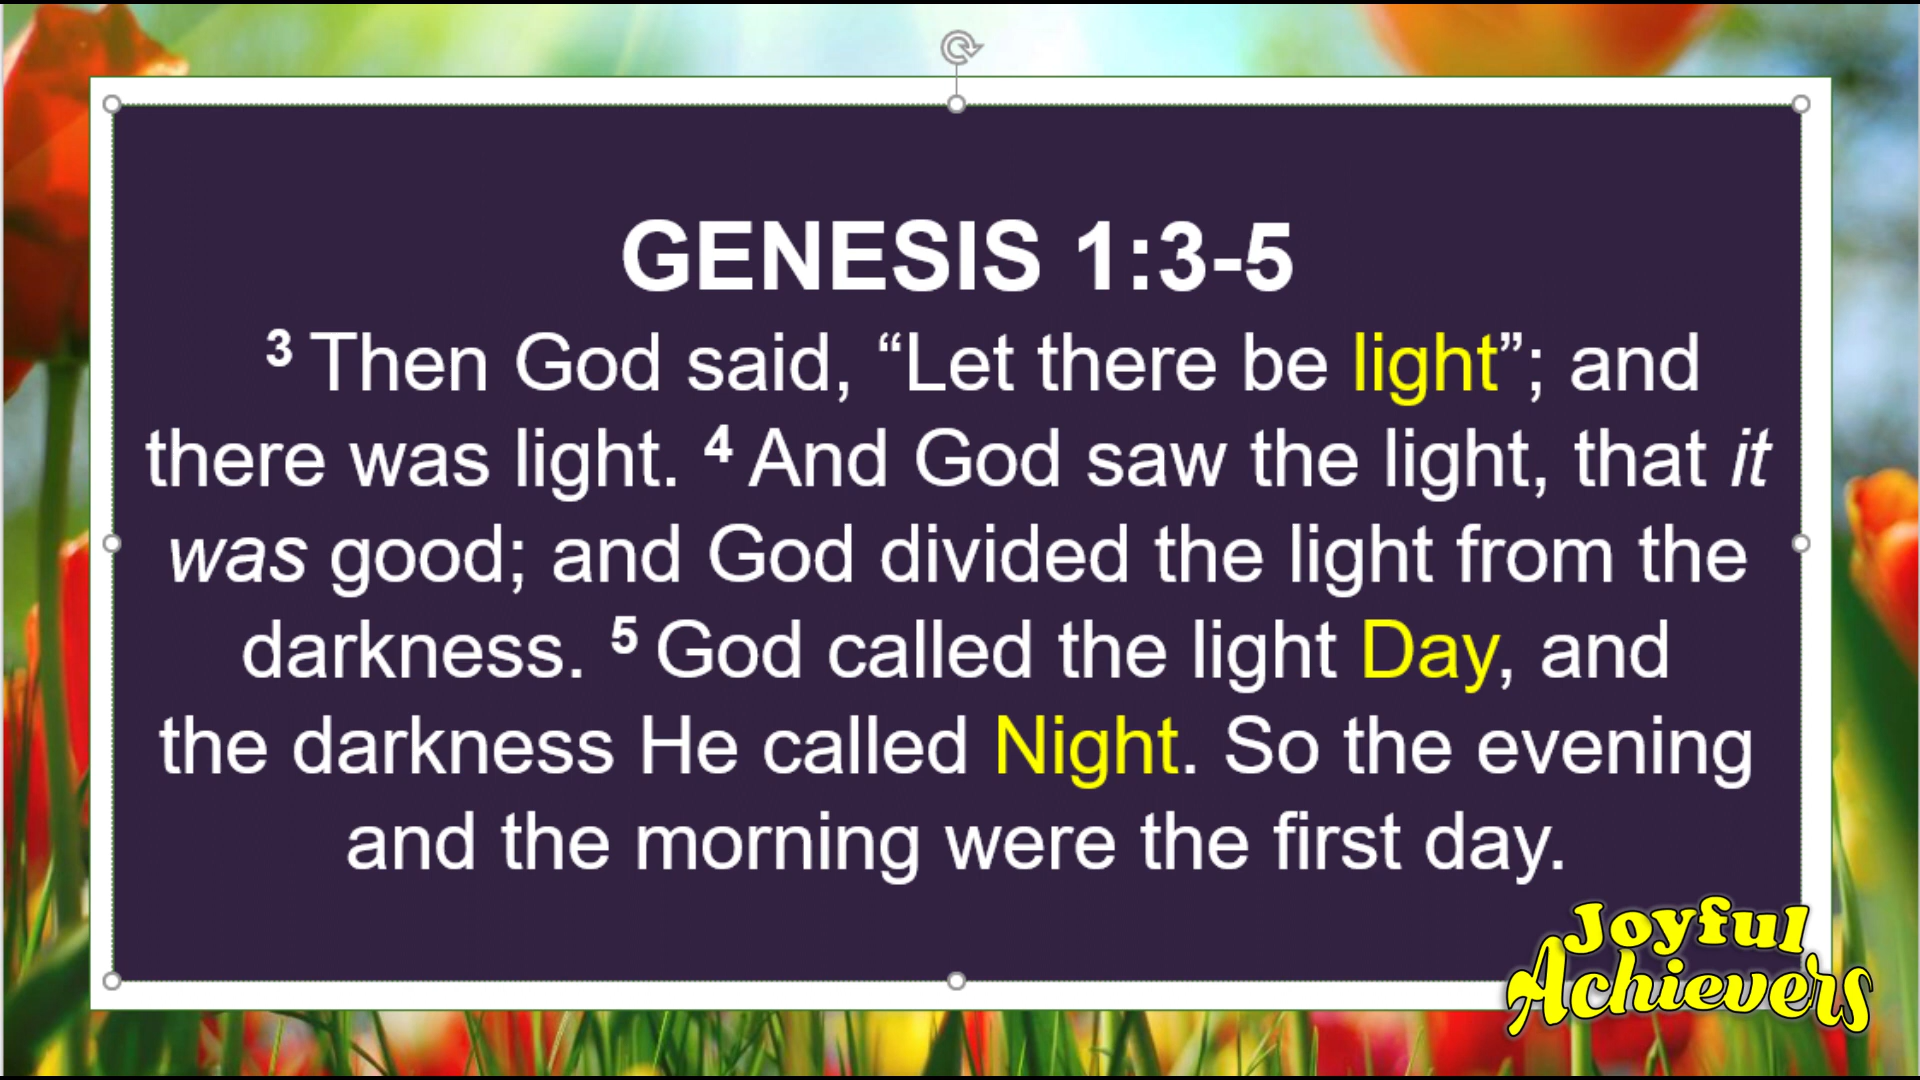 GENESIS 1:3-5
3 Then God said, “Let there be light”; and
there was light. 4 And God saw the light, that it
was good; and God divided the light from the
darkness. 5 God called the light Day, and
the darkness He called Night. So the evening
and the morning were the first day.
Joyful
Achievers